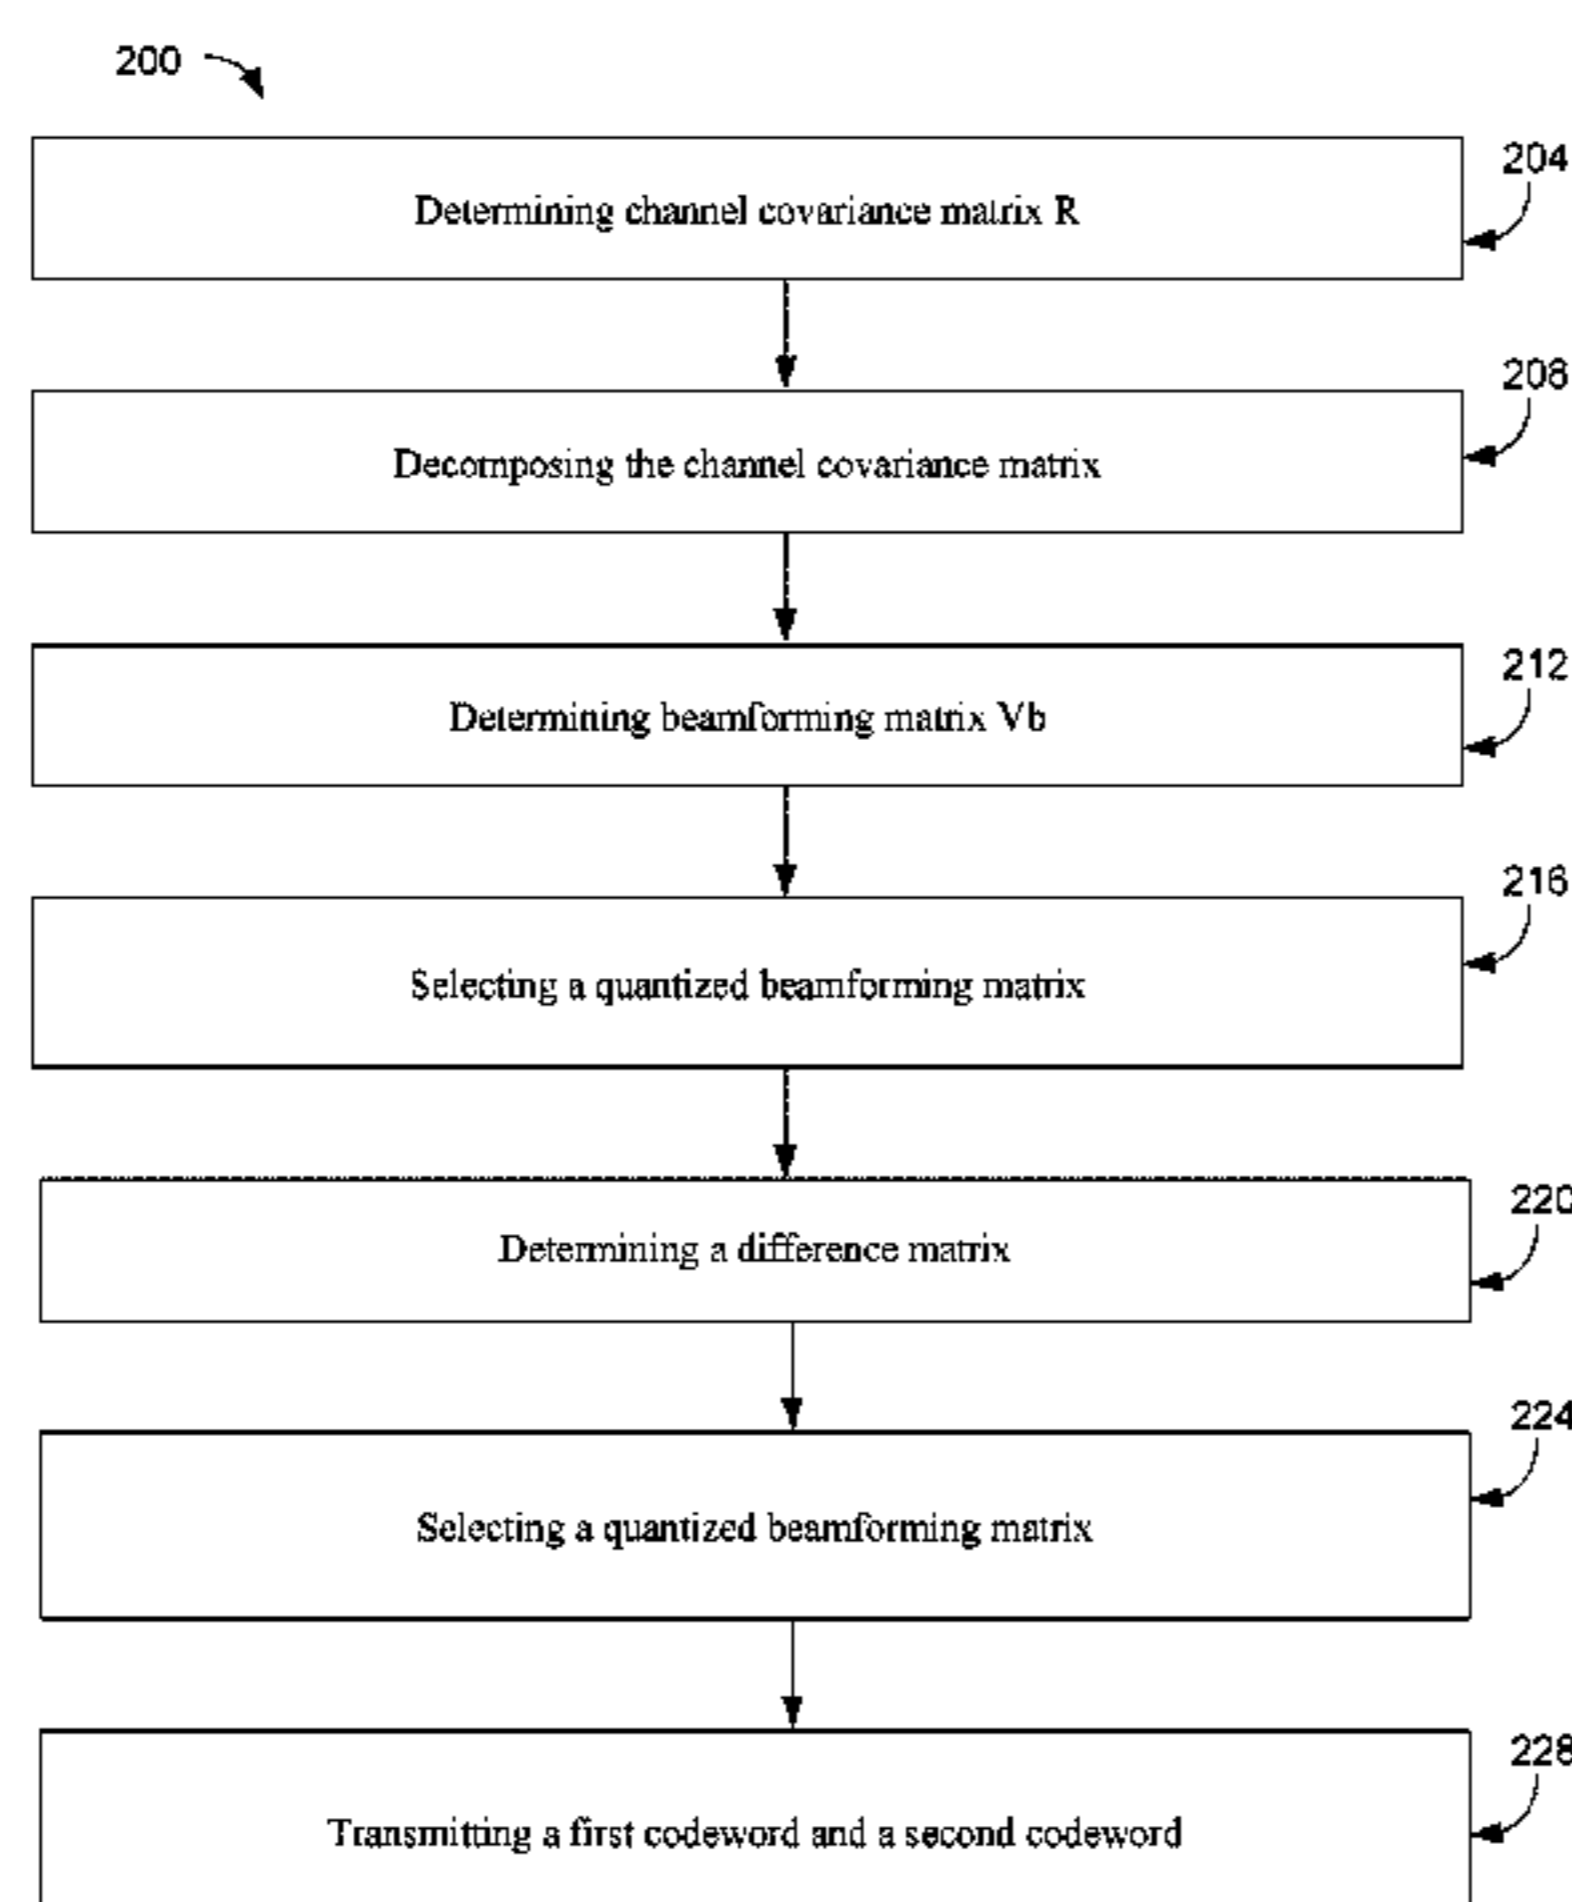 200
Determining channel covariance matrix R
204
Decomposing the channel covariance matrix
208
Determining beamforming matrix Vb
212
Selecting a quantized beamforming matrix
216
Determining a difference matrix
220
Selecting a quantized beamforming matrix
224
Transmitting a first codeword and a second codeword
228